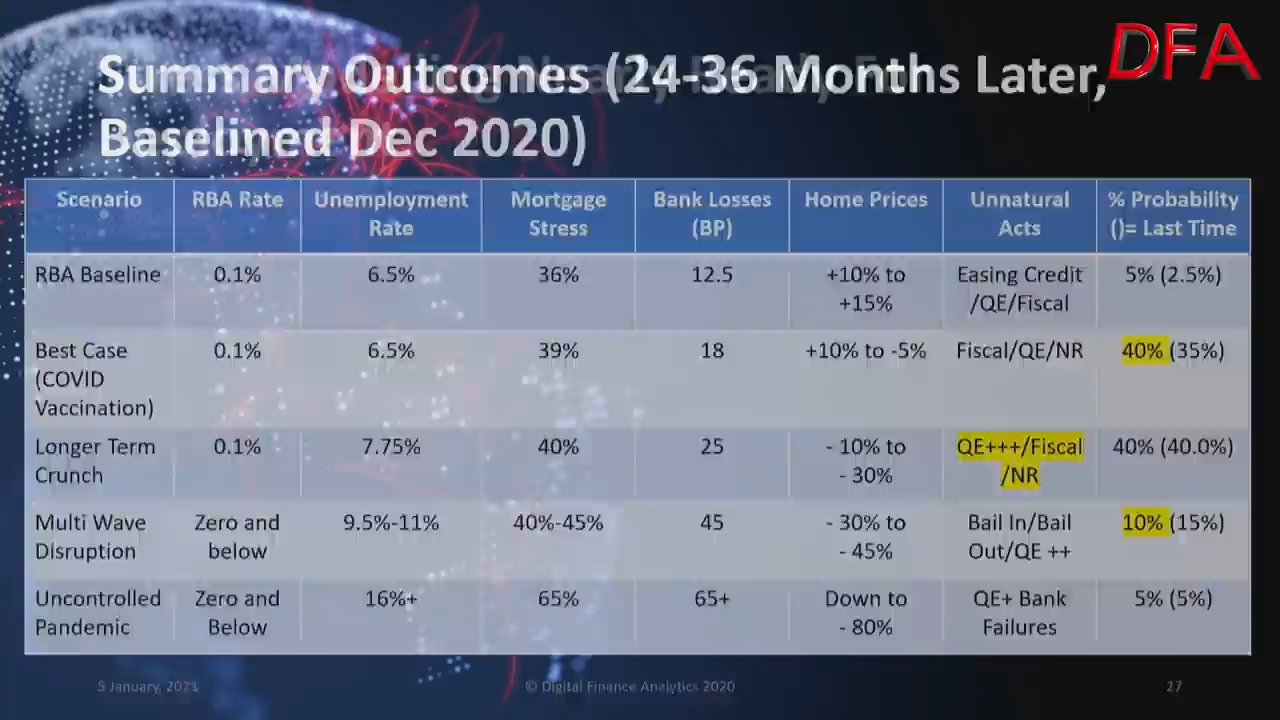 DFA
Summary Outcomes (24-36 Months Later,
Baselined Dec 2020)
Scenario RBA Rate Unemployment Rate Mortgage Stress Bank Losses (BP) Home Prices Unnatural Acts % Probability ()= Last Time
RBA Baseline 0.1% 6.5% 36% 12.5 +10% to +15% Easing Credit /QE/Fiscal 5% (2.5%)
Best Case (COVID Vaccination) 0.1% 6.5% 39% 18 +10% to -5% Fiscal/QE/NR 40% (35%)
Longer Term Crunch 0.1% 7.75% 40% 25 - 10% to - 30% QE+++/Fiscal /NR 40% (40.0%)
Multi Wave Disruption Zero and below 9.5%-11% 40%-45% 45 - 30% to - 45% Bail In/Bail Out/QE ++ 10% (15%)
Uncontrolled Pandemic Zero and Below 16%+ 65% 65+ Down to - 80% QE+ Bank Failures 5% (5%)
5 January, 2021 © Digital Finance Analytics 2020 27